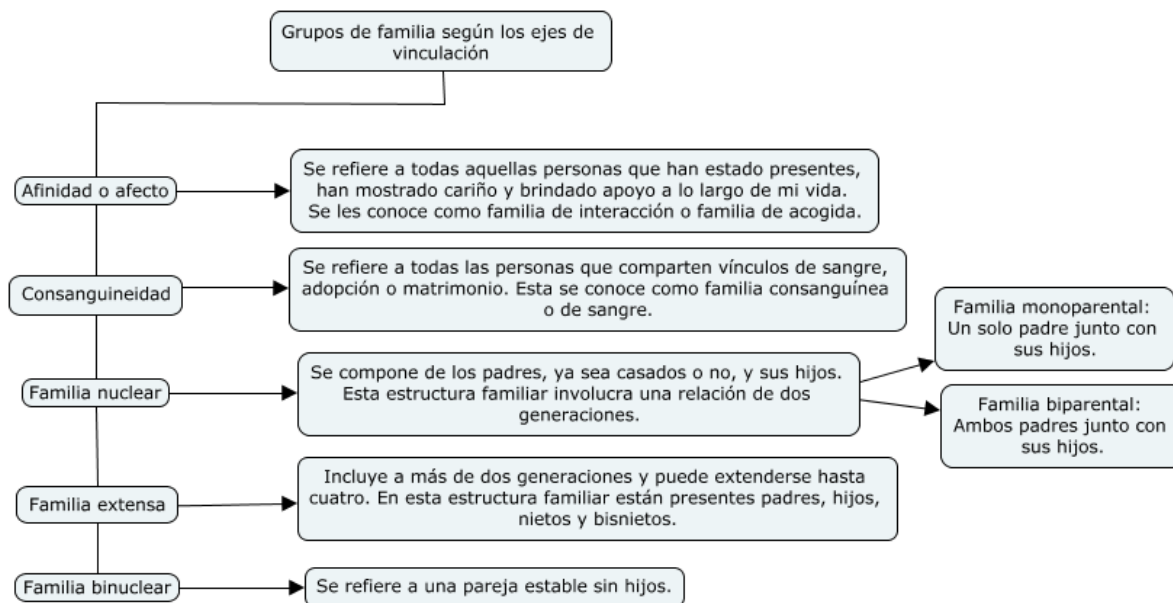 Grupos de familia según los ejes de
vinculación
Afinidad o afecto
Se refiere a todas aquellas personas que han estado presentes,
han mostrado cariño y brindado apoyo a lo largo de mi vida.
Se les conoce como familia de interacción o familia de acogida.
Consanguineidad
Se refiere a todas las personas que comparten vínculos de sangre,
adopción o matrimonio. Esta se conoce como familia consanguínea
o de sangre.
Familia nuclear
Se compone de los padres, ya sea casados o no, y sus hijos.
Esta estructura familiar involucra una relación de dos
generaciones.
Familia monoparental:
Un solo padre junto con
sus hijos.
Familia biparental:
Ambos padres junto con
sus hijos.
Familia extensa
Incluye a más de dos generaciones y puede extenderse hasta
cuatro. En esta estructura familiar están presentes padres, hijos,
nietos y bisnietos.
Familia binuclear
Se refiere a una pareja estable sin hijos.